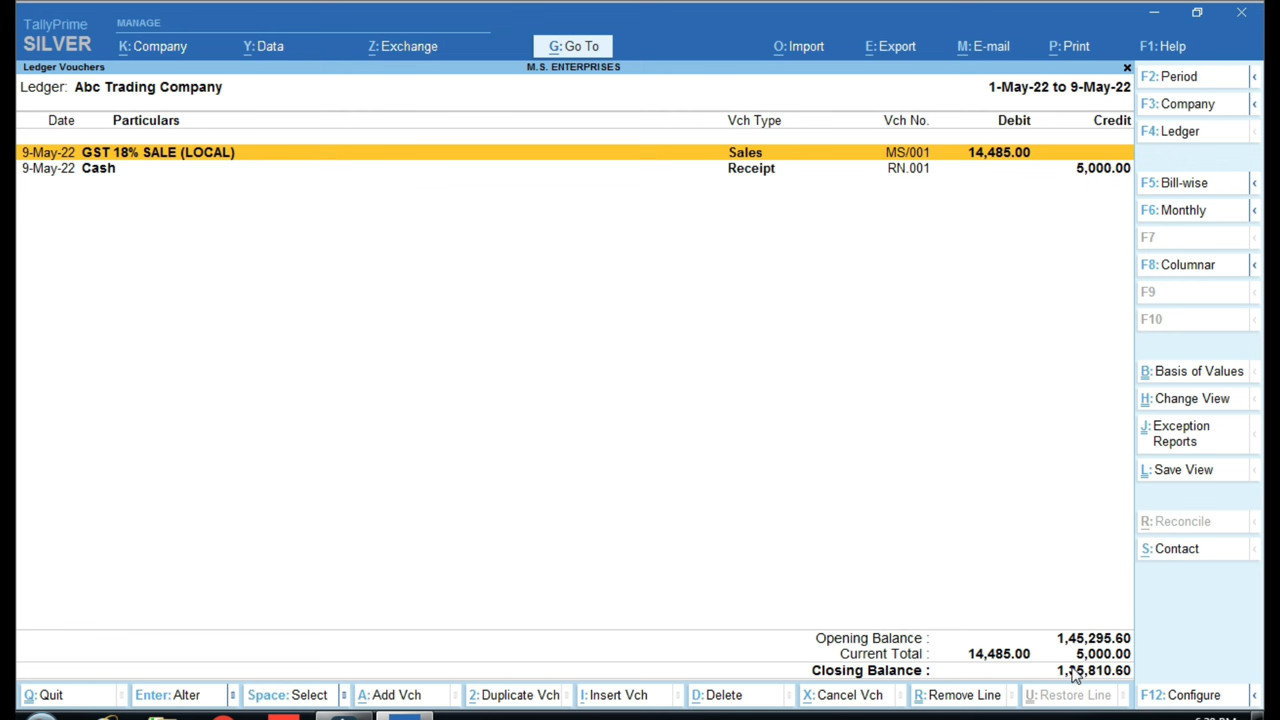 TallyPrime MANAGE
SILVER K: Company Y: Data Z: Exchange G: Go To O: Import E: Export M: E-mail P: Print F1: Help
Ledger Vouchers M.S. ENTERPRISES
Ledger: Abc Trading Company 1-May-22 to 9-May-22
Date Particulars Vch Type Vch No. Debit Credit
9-May-22 GST 18% SALE (LOCAL) Sales MS/001 14,485.00
9-May-22 Cash Receipt RN.001 5,000.00
Opening Balance : 1,45,295.60
Current Total : 14,485.00 5,000.00
Closing Balance :
Q: Quit Enter: Alter Space: Select A: Add Vch 2: Duplicate Vch I: Insert Vch D: Delete X: Cancel Vch R: Remove Line U: Restore Line
F2: Period
F3: Company
F4: Ledger
F5: Bill-wise
F6: Monthly
F7
F8: Columnar
F9
F10
B: Basis of Values
H: Change View
J: Exception
Reports
L: Save View
R: Reconcile
S: Contact
F12: Configure